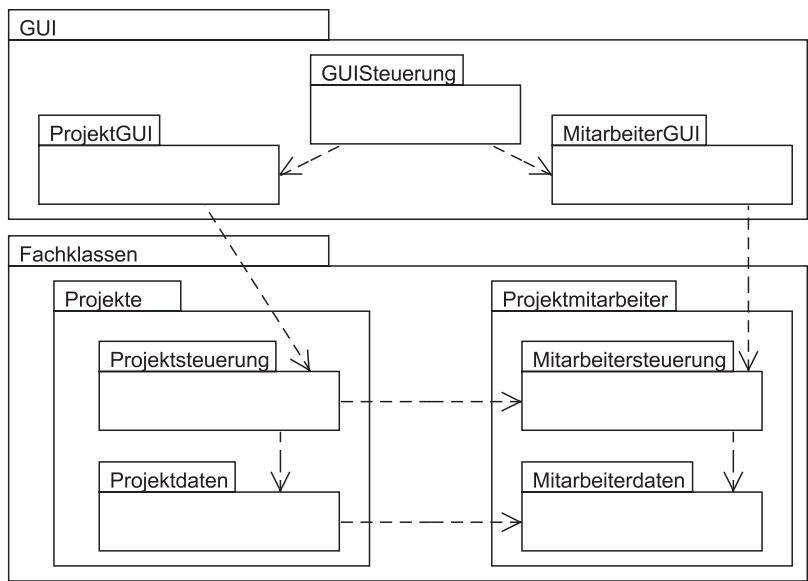 GUI
GUISteuerung
ProjektGUI
MitarbeiterGUI
Fachklassen
Projekte
Projektmitarbeiter
Projektsteuerung
Mitarbeitersteuerung
Projektdaten
Mitarbeiterdaten